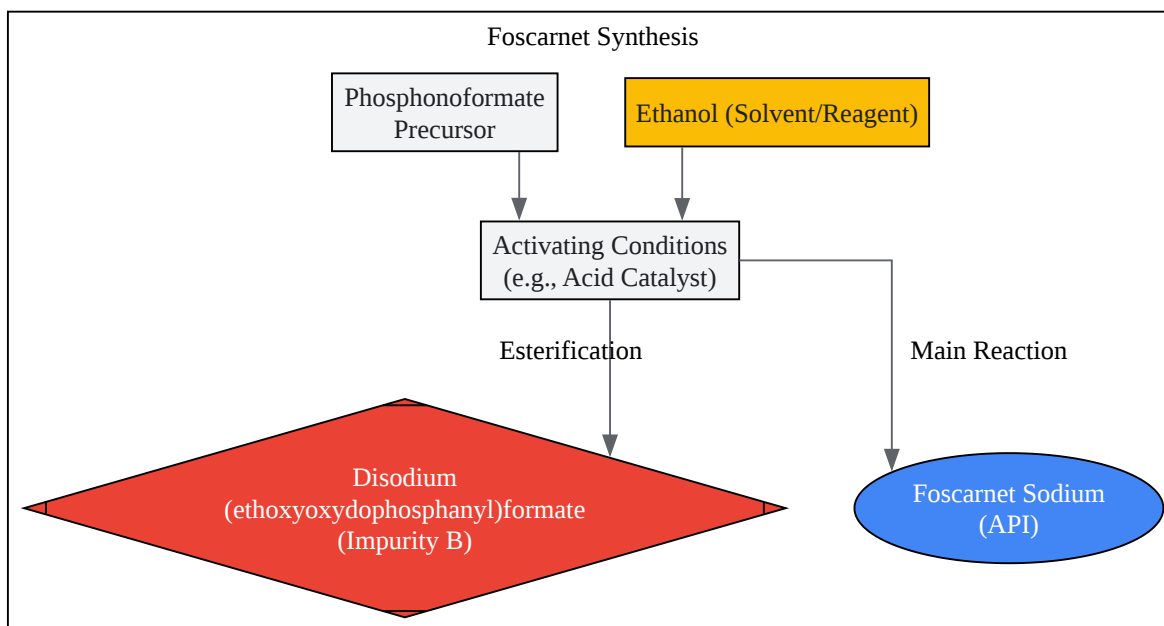 Foscarnet Synthesis
Phosphonoformate
Precursor
Ethanol (Solvent/Reagent)
Activating Conditions
(e.g., Acid Catalyst)
Esterification
Main Reaction
Disodium
(ethoxyoxydophosphanyl)formate
(Impurity B)
Foscarnet Sodium
(API)